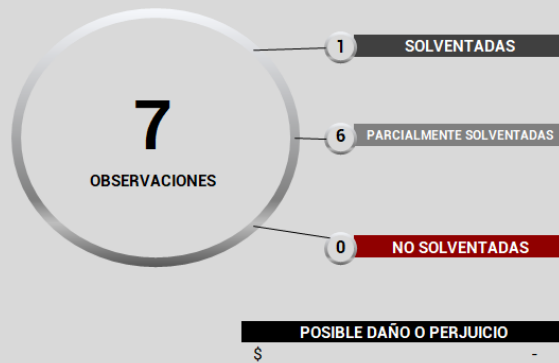 7
OBSERVACIONES
1 SOLVENTADAS
6 PARCIALMENTE SOLVENTADAS
0 NO SOLVENTADAS
POSIBLE DAÑO O PERJUICIO
$ -